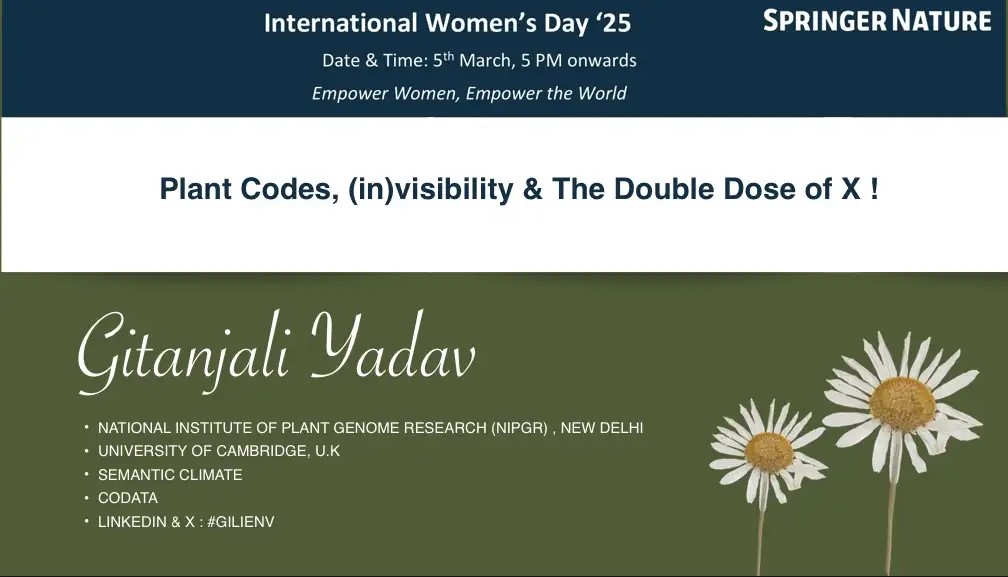 International Women’s Day ‘25
SPRINGER NATURE
Date & Time: 5th March, 5 PM onwards
Empower Women, Empower the World
Plant Codes, (in)visibility & The Double Dose of X !
Gitanjali Yadav
• NATIONAL INSTITUTE OF PLANT GENOME RESEARCH (NIPGR) , NEW DELHI
• UNIVERSITY OF CAMBRIDGE, U.K
• SEMANTIC CLIMATE
• CODATA
• LINKEDIN & X : #GILIENV